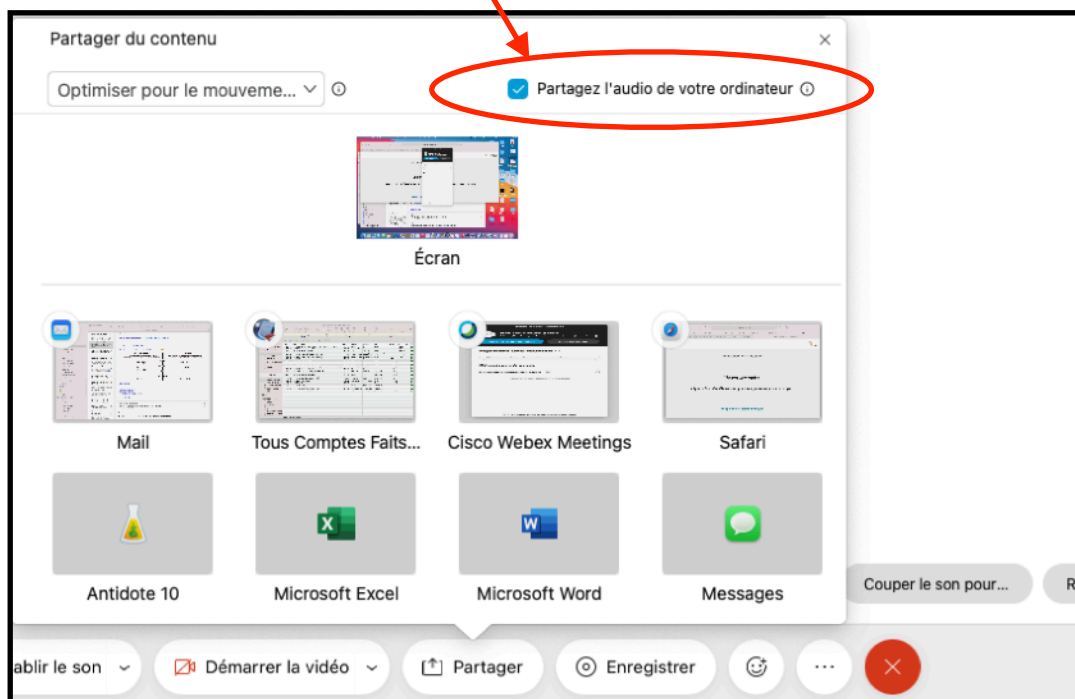 Partager du contenu
Optimiser pour le mouveme...
Partagez l'audio de votre ordinateur
Écran
Mail
Tous Comptes Faits...
Cisco Webex Meetings
Safari
Antidote 10
Microsoft Excel
Microsoft Word
Messages
Couper le son pour...
R
ablir le son
Démarrer la vidéo
Partager
Enregistrer